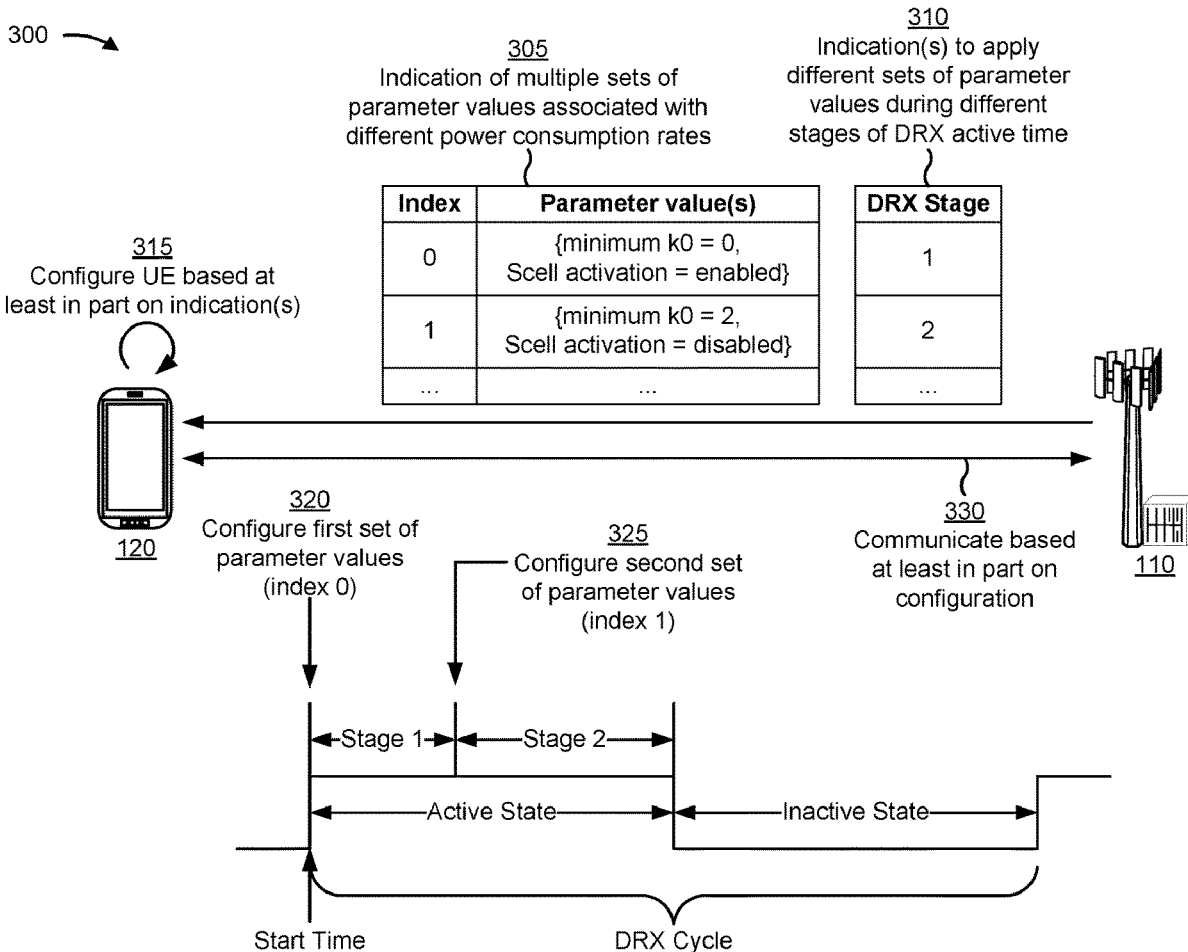 300
305
Indication of multiple sets of
parameter values associated with
different power consumption rates
310
Indication(s) to apply
different sets of parameter
values during different
stages of DRX active time
Index Parameter value(s)
0 {minimum k0 = 0,
Scell activation = enabled}
1 {minimum k0 = 2,
Scell activation = disabled}
... ...
DRX Stage
1
2
...
315
Configure UE based at
least in part on indication(s)
120
110
320
Configure first set of
parameter values
(index 0)
325
Configure second set
of parameter values
(index 1)
330
Communicate based
at least in part on
configuration
Stage 1 Stage 2
Active State Inactive State
Start Time DRX Cycle